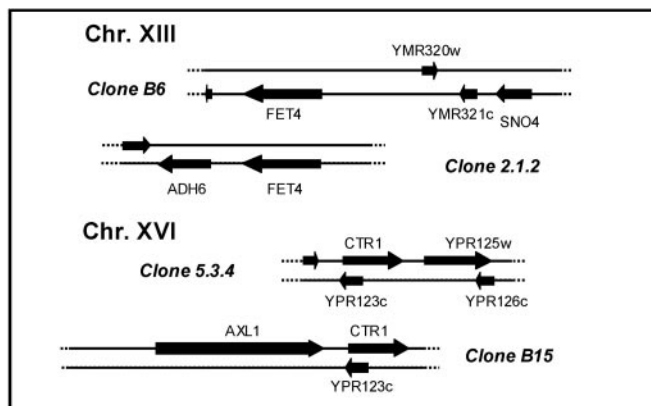 Chr. XIII
YMR320w
Clone B6
FET4
YMR321c
SNO4
Clone 2.1.2
ADH6
FET4
Chr. XVI
CTR1
YPR125w
Clone 5.3.4
YPR123c
YPR126c
AXL1
CTR1
Clone B15
YPR123c